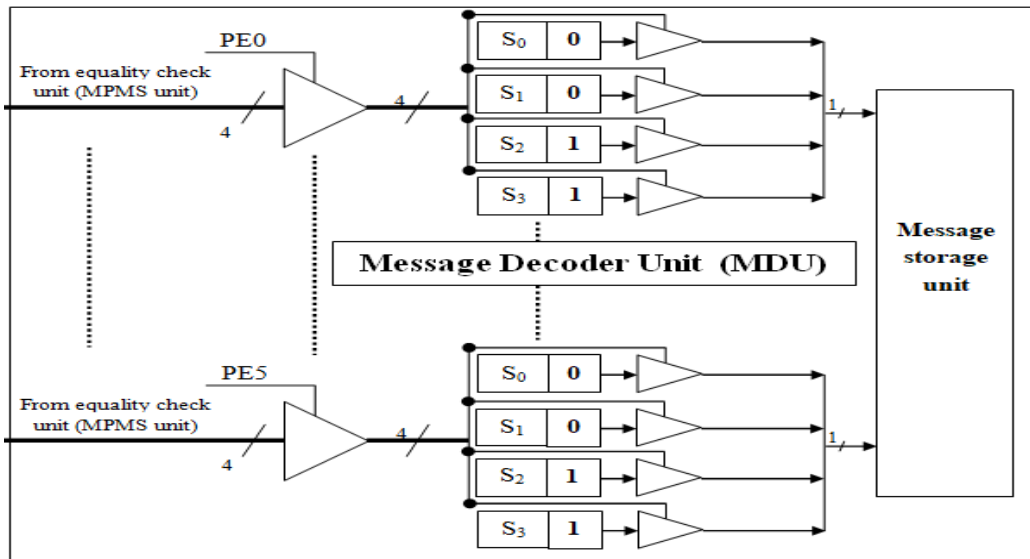 PE0
From equality check
unit (MPMS unit)
4
4
S₀ 0
S₁ 0
S₂ 1
S₃ 1
1
Message
storage
unit
Message Decoder Unit (MDU)
PE5
From equality check
unit (MPMS unit)
4
4
S₀ 0
S₁ 0
S₂ 1
S₃ 1
1